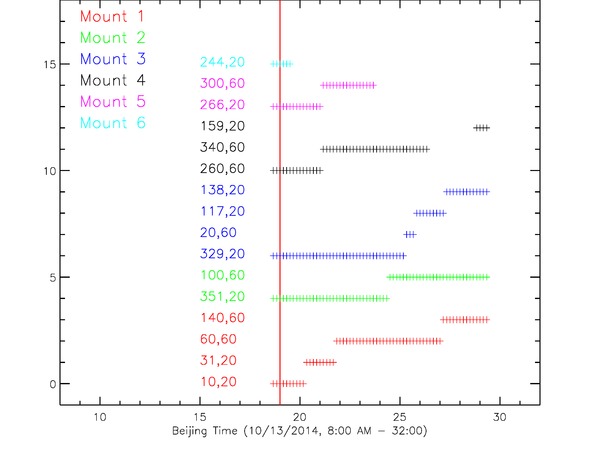 Mount 1
Mount 2
Mount 3
Mount 4
Mount 5
Mount 6
15
244,20
300,60
266,20
159,20
340,60
10
260,60
138,20
117,20
20,60
329,20
5
100,60
351,20
140,60
60,60
31,20
0
10,20
10 15 20 25 30
Beijing Time (10/13/2014, 8:00 AM − 32:00)